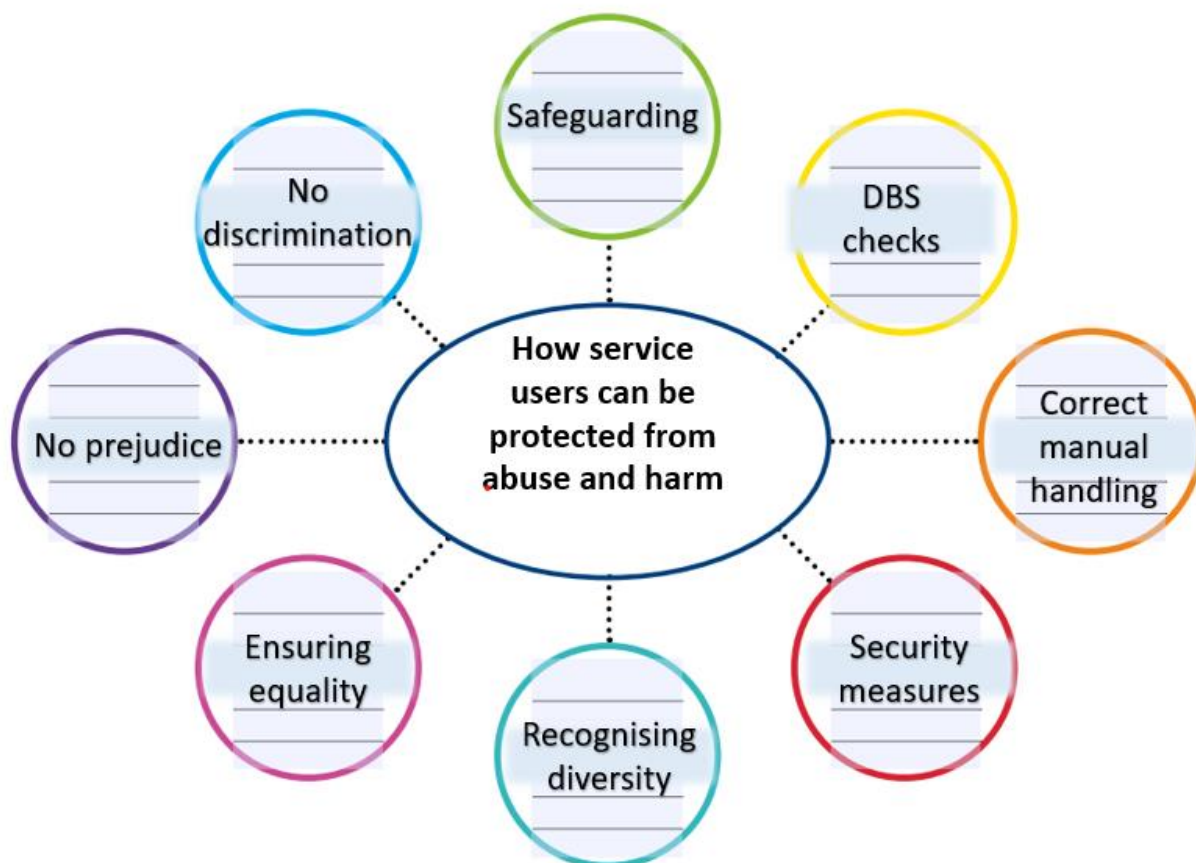 Safeguarding
No
discrimination
DBS
checks
How service
users can be
protected from
abuse and harm
No prejudice
Correct
manual
handling
Ensuring
equality
Security
measures
Recognising
diversity